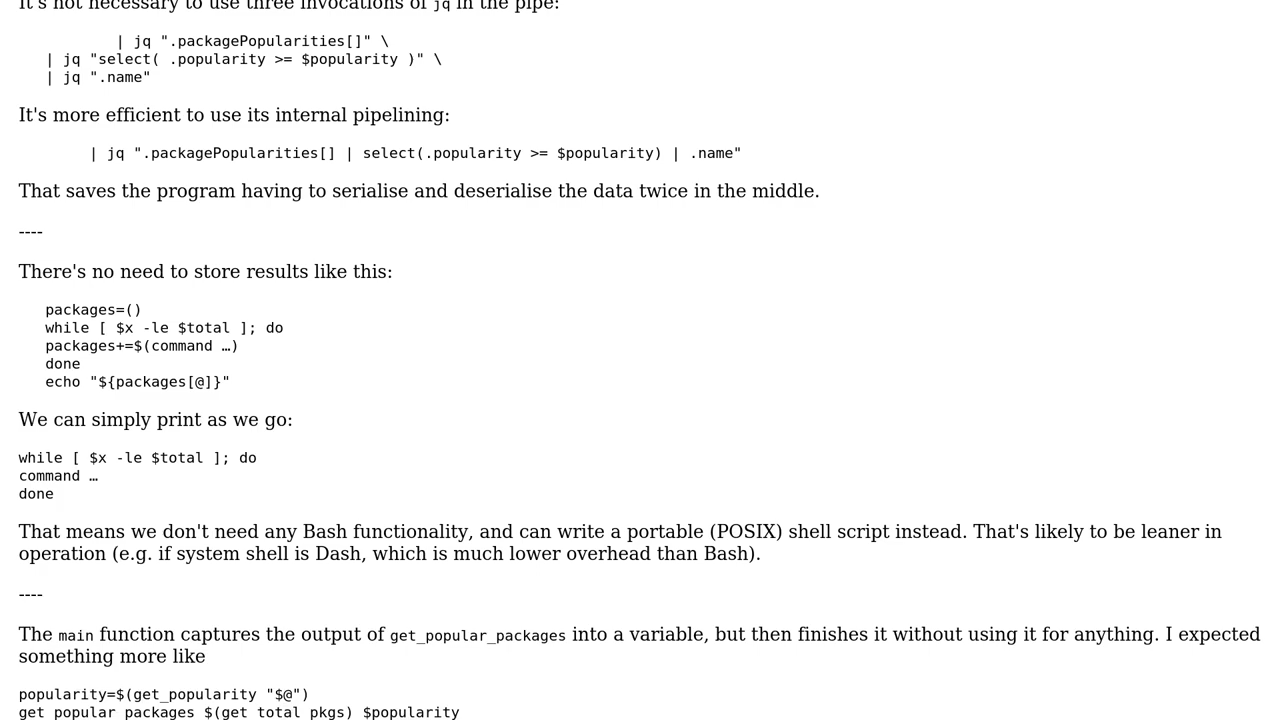 It's not necessary to use three invocations of jq in the pipe:
| jq ".packagePopularities[]" \
| jq "select( .popularity >= $popularity )" \
| jq ".name"
It's more efficient to use its internal pipelining:
| jq ".packagePopularities[] | select(.popularity >= $popularity) | .name"
That saves the program having to serialise and deserialise the data twice in the middle.
----
There's no need to store results like this:
packages=()
while [ $x -le $total ]; do
packages+=$(command …)
done
echo "${packages[@]}"
We can simply print as we go:
while [ $x -le $total ]; do
command …
done
That means we don't need any Bash functionality, and can write a portable (POSIX) shell script instead. That's likely to be leaner in
operation (e.g. if system shell is Dash, which is much lower overhead than Bash).
----
The main function captures the output of get_popular_packages into a variable, but then finishes it without using it for anything. I expected
something more like
popularity=$(get_popularity "$@")
get_popular_packages $(get_total_pkgs) $popularity